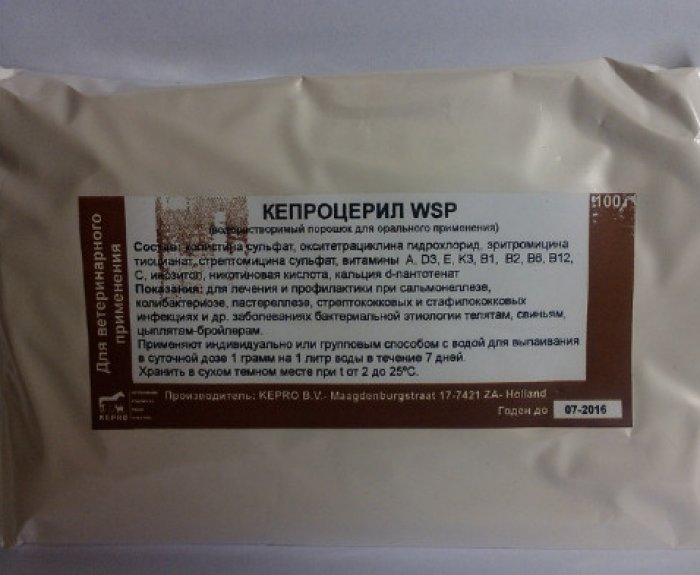 100г
КЕПРОЦЕРИЛ WSP
(водорастворимый порошок для орального применения)
Состав: колистина сульфат, окситетрациклина гидрохлорид, эритромицина
тиоцианат, стрептомицина сульфат, витамины A, D3, E, K3, B1, B2, B6, B12,
C, инозитол, никотиновая кислота, кальция d-пантотенат
Показания: для лечения и профилактики при сальмонеллезе,
колибактериозе, пастереллезе, стрептококковых и стафилококковых
инфекциях и др. заболеваниях бактериальной этиологии телятам, свиньям,
цыплятам-бройлерам.
Применяют индивидуально или групповым способом с водой для выпаивания
в суточной дозе 1 грамм на 1 литр воды в течение 7 дней.
Хранить в сухом темном месте при t от 2 до 25ºC.
Для ветеринарного
применения
KEPRO
Производитель: KEPRO B.V.- Maagdenburgstraat 17-7421 ZA- Holland
Годен до 07-2016